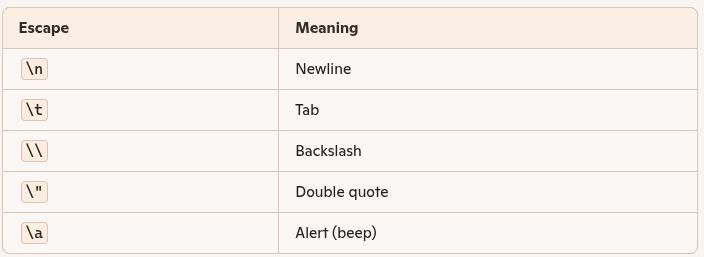 Escape Meaning
\n Newline
\t Tab
\\ Backslash
\" Double quote
\a Alert (beep)